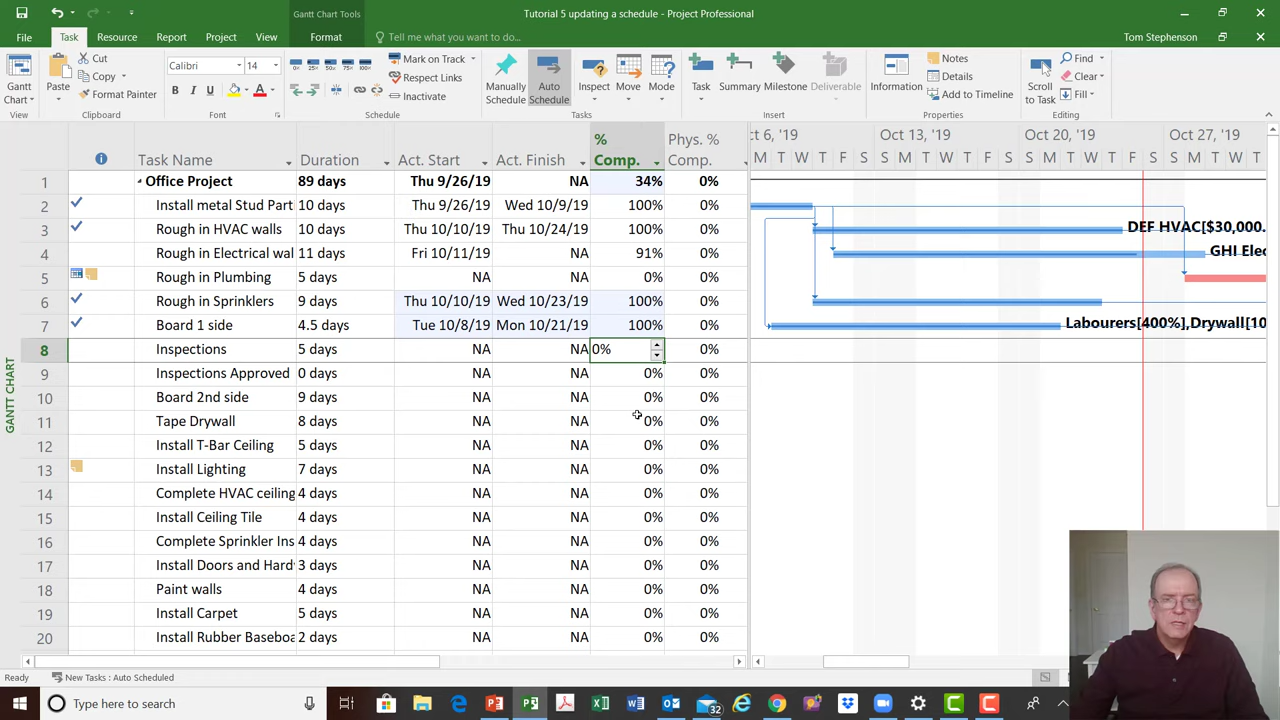 Gantt Chart Tools
Tutorial 5 updating a schedule - Project Professional
File Task Resource Report Project View Format Tell me what you want to do... Tom Stephenson
Gantt Chart
Paste
Cut
Copy
Format Painter
Clipboard
Calibri 14
B I U A
Font
0% 25% 50% 75% 100%
Mark on Track
Respect Links
Inactivate
Schedule
Manually Schedule
Auto Schedule
Inspect
Move
Mode
Tasks
Task
Summary
Milestone
Deliverable
Insert
Information
Notes
Details
Add to Timeline
Properties
Scroll to Task
Find
Clear
Fill
Editing
Task Name Duration Act. Start Act. Finish % Comp. Phys. % Comp.
ct 6, '19 Oct 13, '19 Oct 20, '19 Oct 27, '19
M T W T F S S M T W T F S S M T W T F S S M T W T
1 Office Project 89 days Thu 9/26/19 NA 34% 0%
2 Install metal Stud Part 10 days Thu 9/26/19 Wed 10/9/19 100% 0%
3 Rough in HVAC walls 10 days Thu 10/10/19 Thu 10/24/19 100% 0% DEF HVAC[$30,000.
4 Rough in Electrical wal 11 days Fri 10/11/19 NA 91% 0% GHI Elec
5 Rough in Plumbing 5 days NA NA 0% 0%
6 Rough in Sprinklers 9 days Thu 10/10/19 Wed 10/23/19 100% 0%
7 Board 1 side 4.5 days Tue 10/8/19 Mon 10/21/19 100% 0% Labourers[400%],Drywall[10
8 Inspections 5 days NA NA 0% 0%
9 Inspections Approved 0 days NA NA 0% 0%
10 Board 2nd side 9 days NA NA 0% 0%
11 Tape Drywall 8 days NA NA 0% 0%
12 Install T-Bar Ceiling 5 days NA NA 0% 0%
13 Install Lighting 7 days NA NA 0% 0%
14 Complete HVAC ceiling 4 days NA NA 0% 0%
15 Install Ceiling Tile 4 days NA NA 0% 0%
16 Complete Sprinkler Ins 4 days NA NA 0% 0%
17 Install Doors and Hard 3 days NA NA 0% 0%
18 Paint walls 4 days NA NA 0% 0%
19 Install Carpet 5 days NA NA 0% 0%
20 Install Rubber Baseboa 2 days NA NA 0% 0%
GANTT CHART
Ready New Tasks : Auto Scheduled
Type here to search
32